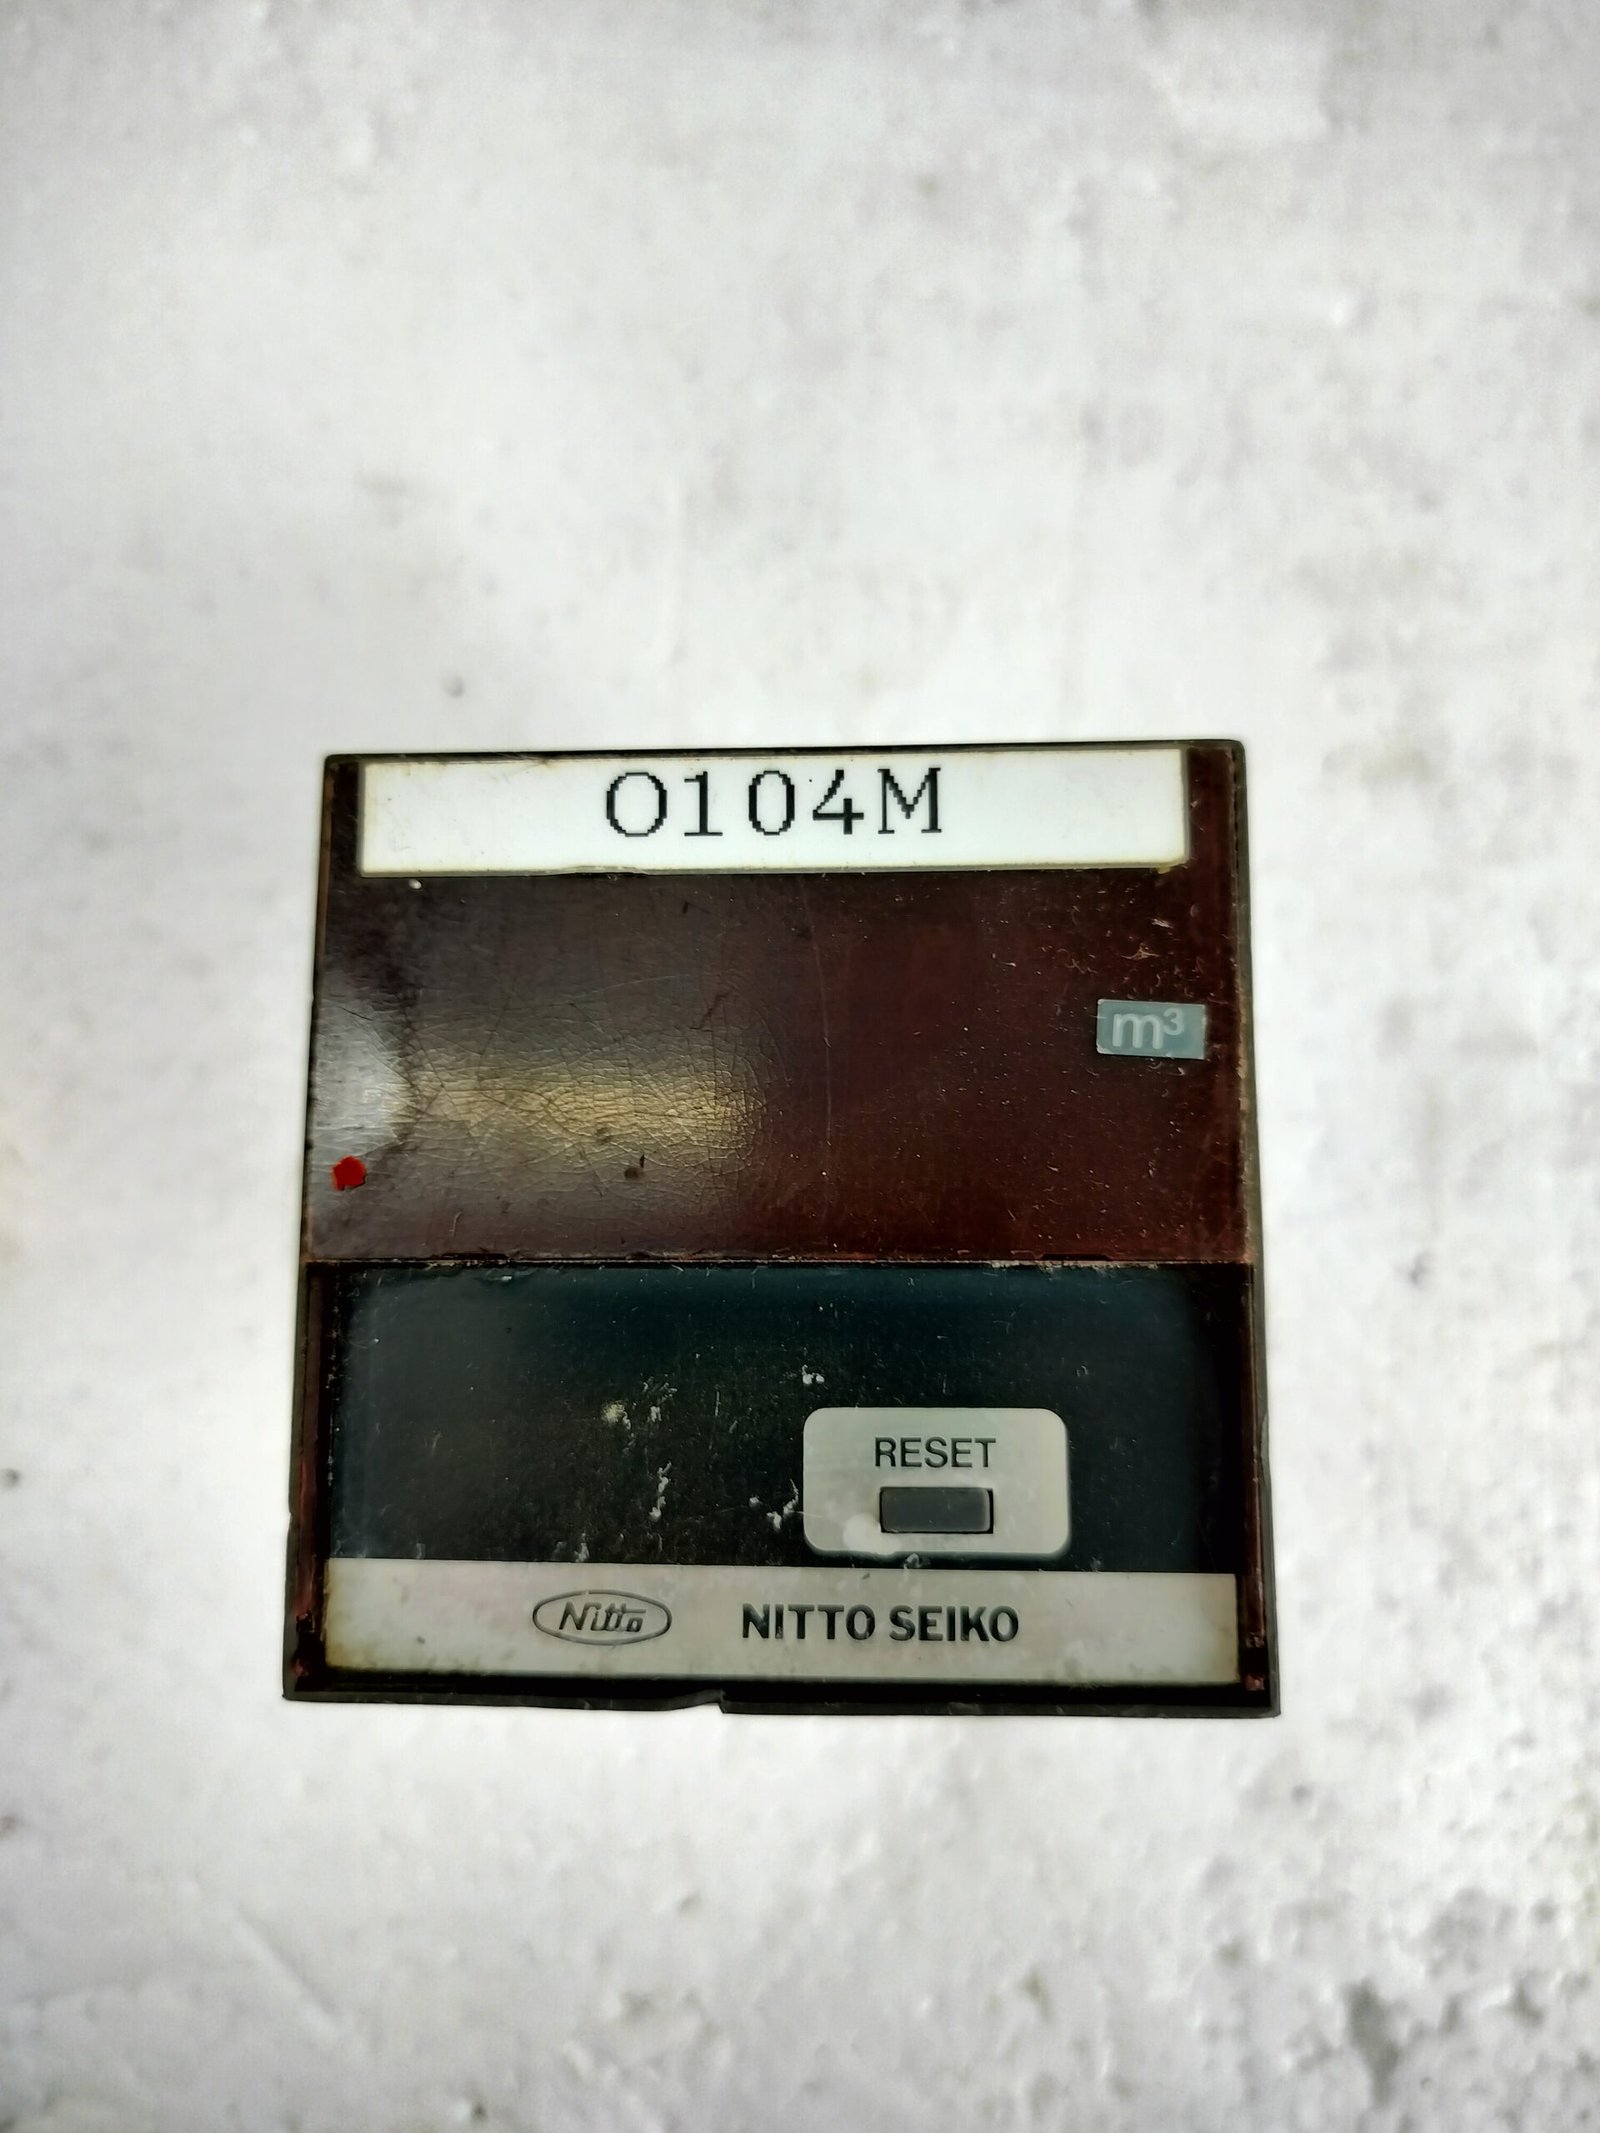 O104M
m³
RESET
Nitto NITTO SEIKO